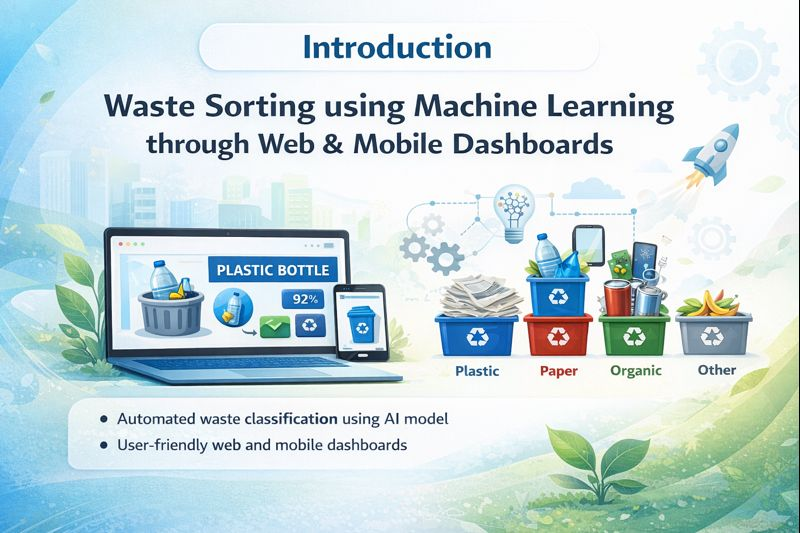 Introduction
Waste Sorting using Machine Learning
through Web & Mobile Dashboards
PLASTIC BOTTLE
92%
Plastic
Paper
Organic
Other
• Automated waste classification using AI model
• User-friendly web and mobile dashboards